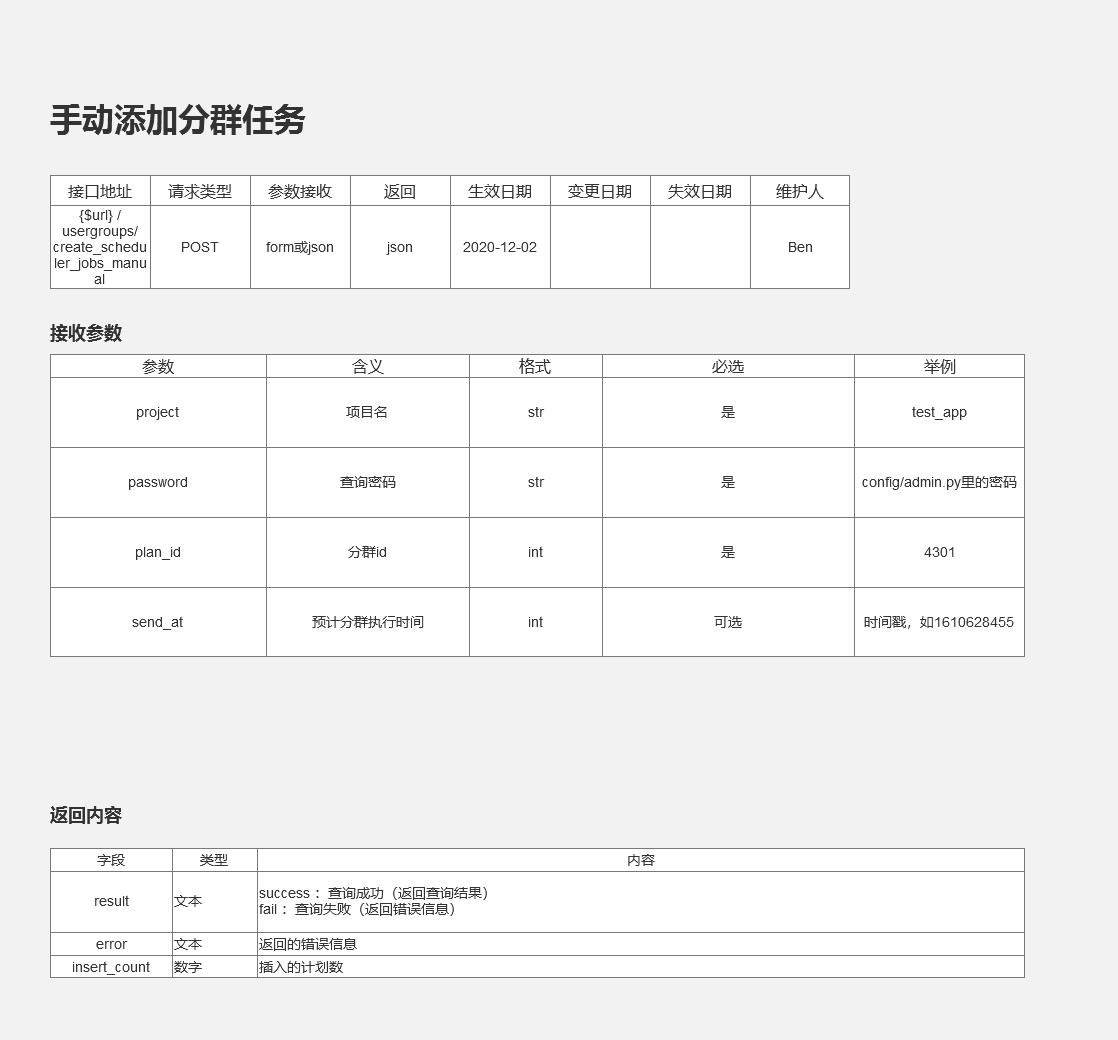 手动添加分群任务
接口地址 请求类型 参数接收 返回 生效日期 变更日期 失效日期 维护人
{$url} /
usergroups/
create_schedu
ler_jobs_manu
al
POST form或json json 2020-12-02 Ben
接收参数
参数 含义 格式 必选 举例
project 项目名 str 是 test_app
password 查询密码 str 是 config/admin.py里的密码
plan_id 分群id int 是 4301
send_at 预计分群执行时间 int 可选 时间戳，如1610628455
返回内容
字段 类型 内容
result 文本
success： 查询成功（返回查询结果）
fail： 查询失败（返回错误信息）
error 文本 返回的错误信息
insert_count 数字 插入的计划数